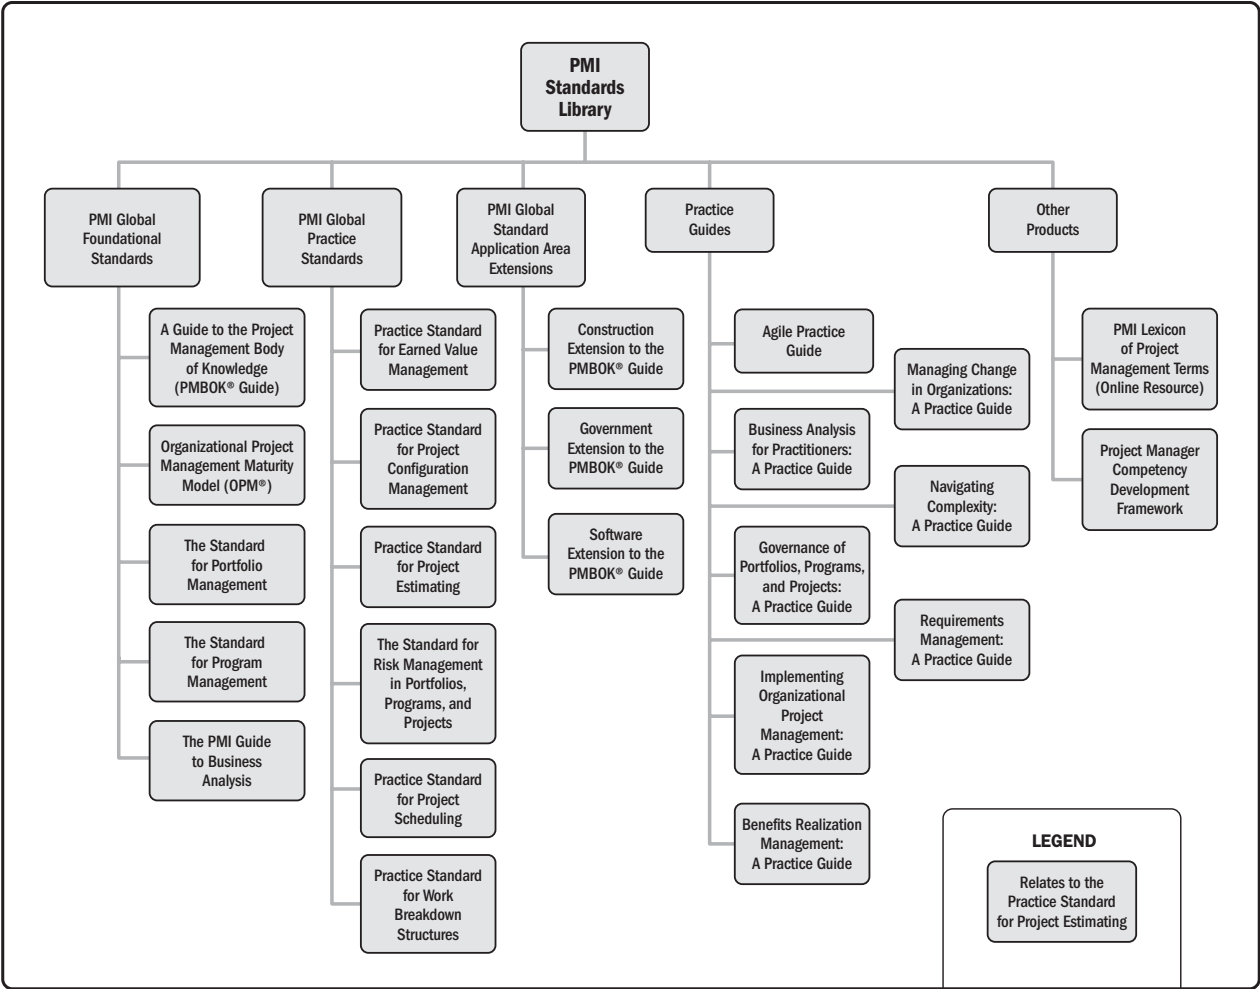 PMI
Standards
Library
PMI Global
Foundational
Standards
A Guide to the Project
Management Body
of Knowledge
(PMBOK® Guide)
Organizational Project
Management Maturity
Model (OPM®)
The Standard
for Portfolio
Management
The Standard
for Program
Management
The PMI Guide
to Business
Analysis
PMI Global
Practice
Standards
Practice Standard
for Earned Value
Management
Practice Standard
for Project
Configuration
Management
Practice Standard
for Project
Estimating
The Standard for
Risk Management
in Portfolios,
Programs, and
Projects
Practice Standard
for Project
Scheduling
Practice Standard
for Work
Breakdown
Structures
PMI Global
Standard
Application Area
Extensions
Construction
Extension to the
PMBOK® Guide
Government
Extension to the
PMBOK® Guide
Software
Extension to the
PMBOK® Guide
Practice
Guides
Agile Practice
Guide
Managing Change
in Organizations:
A Practice Guide
Business Analysis
for Practitioners:
A Practice Guide
Navigating
Complexity:
A Practice Guide
Governance of
Portfolios, Programs,
and Projects:
A Practice Guide
Requirements
Management:
A Practice Guide
Implementing
Organizational
Project
Management:
A Practice Guide
Benefits Realization
Management:
A Practice Guide
Other
Products
PMI Lexicon
of Project
Management Terms
(Online Resource)
Project Manager
Competency
Development
Framework
LEGEND
Relates to the
Practice Standard
for Project Estimating